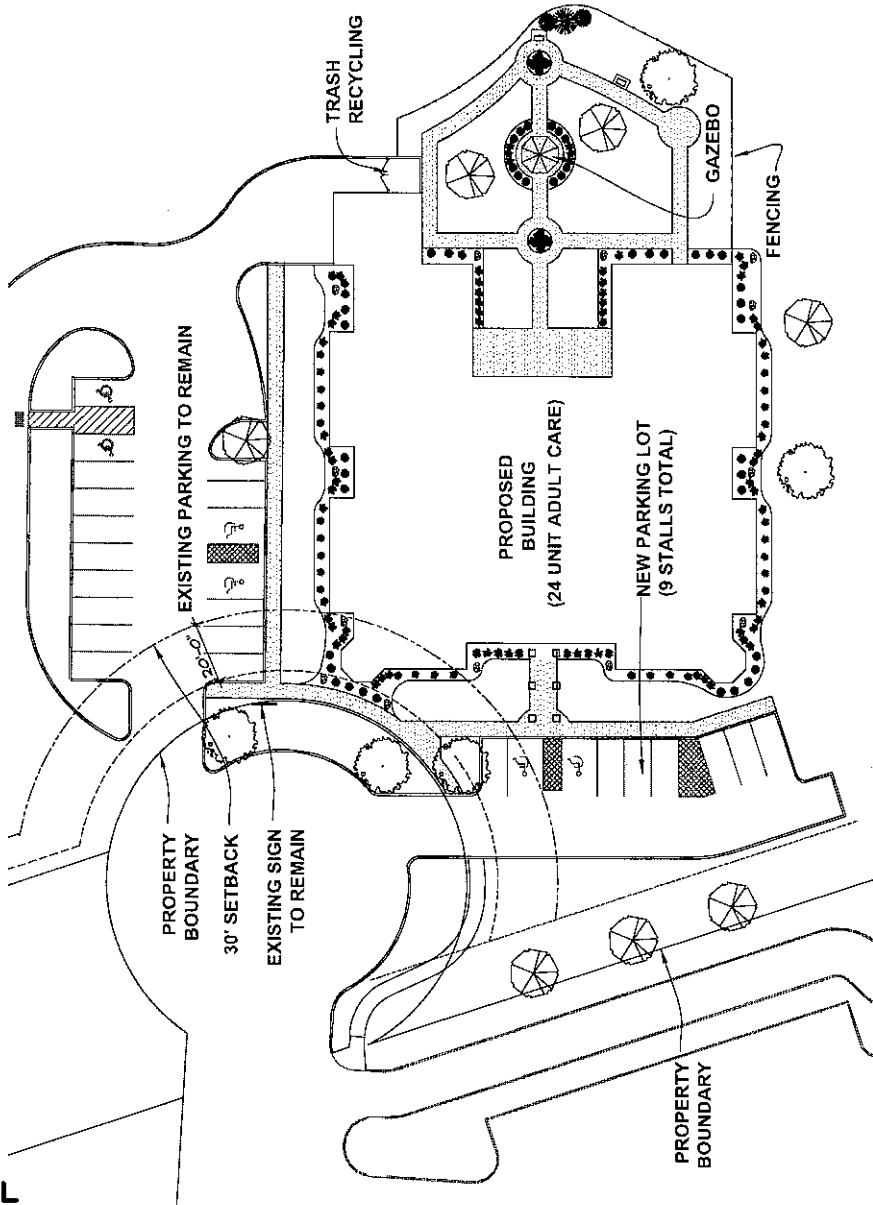 TRASH
RECYCLING
GAZEBO
FENCING
EXISTING PARKING TO REMAIN
20'-0"
PROPERTY
BOUNDARY
30' SETBACK
EXISTING SIGN
TO REMAIN
PROPOSED
BUILDING
(24 UNIT ADULT CARE)
NEW PARKING LOT
(9 STALLS TOTAL)
PROPERTY
BOUNDARY
L